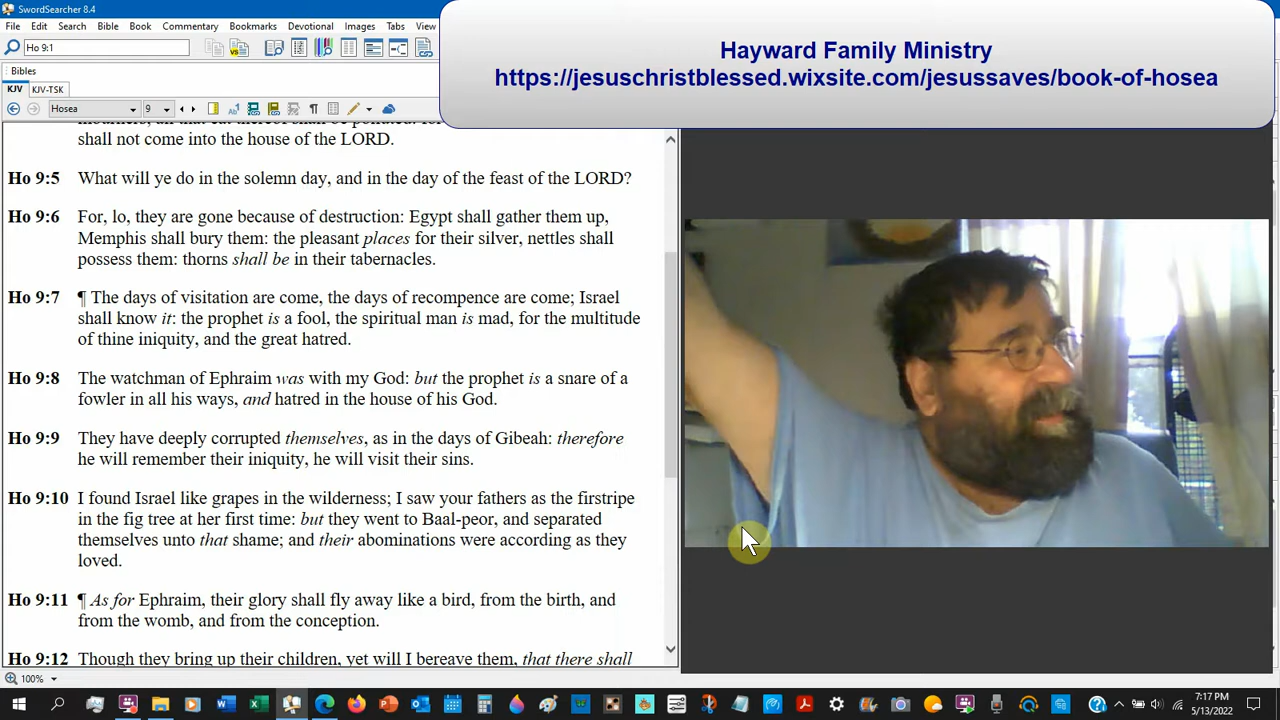 SwordSearcher 8.4
File Edit Search Bible Book Commentary Bookmarks Devotional Images Tabs View
Hayward Family Ministry
https://jesuschristblessed.wixsite.com/jesussaves/book-of-hosea
Ho 9:1
Bibles
KJV KJV-TSK
Hosea 9
shall not come into the house of the LORD.
Ho 9:5 What will ye do in the solemn day, and in the day of the feast of the LORD?
Ho 9:6 For, lo, they are gone because of destruction: Egypt shall gather them up,
Memphis shall bury them: the pleasant places for their silver, nettles shall
possess them: thorns shall be in their tabernacles.
Ho 9:7 ¶ The days of visitation are come, the days of recompence are come; Israel
shall know it: the prophet is a fool, the spiritual man is mad, for the multitude
of thine iniquity, and the great hatred.
Ho 9:8 The watchman of Ephraim was with my God: but the prophet is a snare of a
fowler in all his ways, and hatred in the house of his God.
Ho 9:9 They have deeply corrupted themselves, as in the days of Gibeah: therefore
he will remember their iniquity, he will visit their sins.
Ho 9:10 I found Israel like grapes in the wilderness; I saw your fathers as the firstripe
in the fig tree at her first time: but they went to Baal-peor, and separated
themselves unto that shame; and their abominations were according as they
loved.
Ho 9:11 ¶ As for Ephraim, their glory shall fly away like a bird, from the birth, and
from the womb, and from the conception.
Ho 9:12 Though they bring up their children, yet will I bereave them, that there shall
100%
7:17 PM
5/13/2022